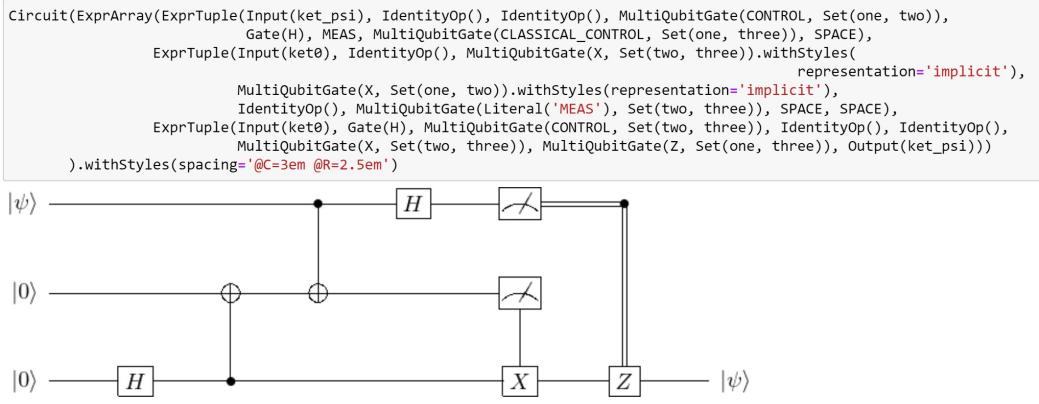 Circuit(ExprArray(ExprTuple(Input(ket_psi), IdentityOp(), IdentityOp(), MultiQubitGate(CONTROL, Set(one, two)),
Gate(H), MEAS, MultiQubitGate(CLASSICAL_CONTROL, Set(one, three)), SPACE),
ExprTuple(Input(ket0), IdentityOp(), MultiQubitGate(X, Set(two, three)).withStyles(
representation='implicit'),
MultiQubitGate(X, Set(one, two)).withStyles(representation='implicit'),
IdentityOp(), MultiQubitGate(Literal('MEAS'), Set(two, three)), SPACE, SPACE),
ExprTuple(Input(ket0), Gate(H), MultiQubitGate(CONTROL, Set(two, three)), IdentityOp(), IdentityOp(),
MultiQubitGate(X, Set(two, three)), MultiQubitGate(Z, Set(one, three)), Output(ket_psi)))
).withStyles(spacing='@C=3em @R=2.5em')
|ψ⟩ H
|0⟩
|0⟩ H X Z |ψ⟩